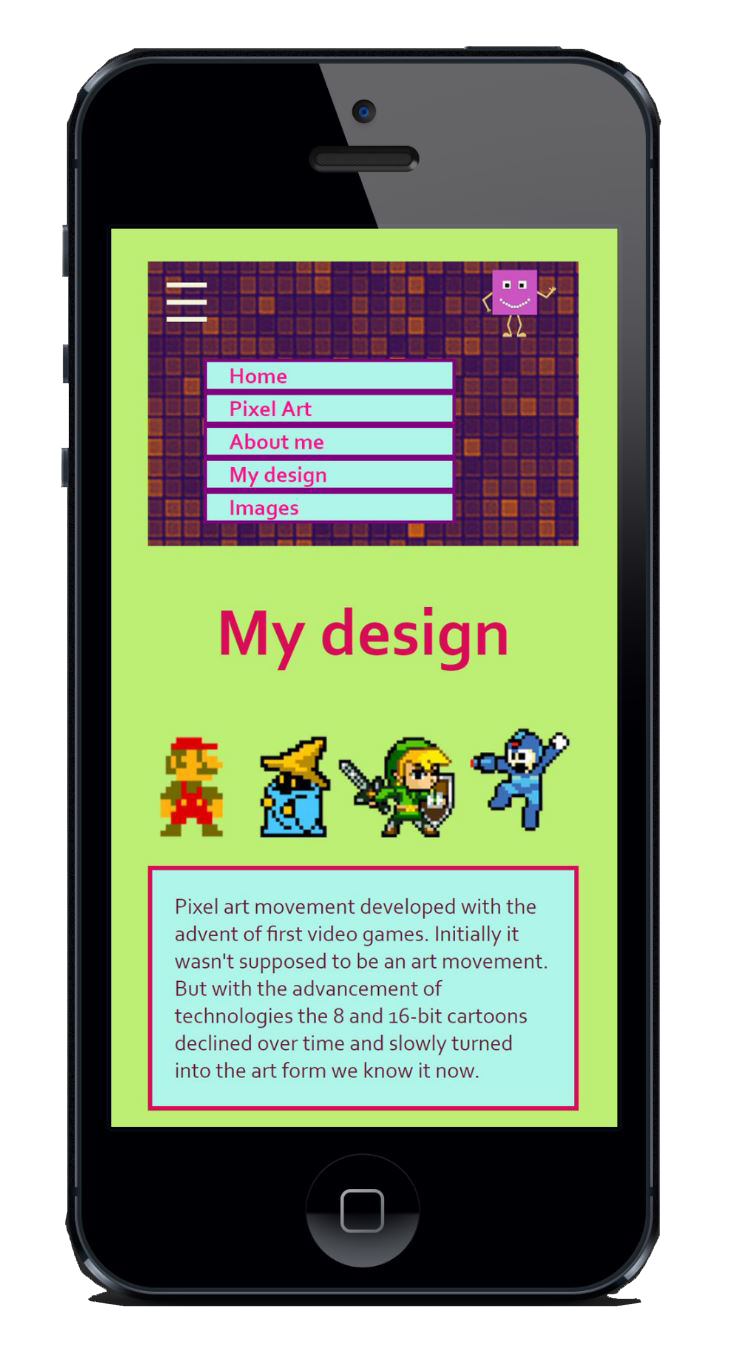 Home
Pixel Art
About me
My design
Images
My design
Pixel art movement developed with the
advent of first video games. Initially it
wasn't supposed to be an art movement.
But with the advancement of
technologies the 8 and 16-bit cartoons
declined over time and slowly turned
into the art form we know it now.